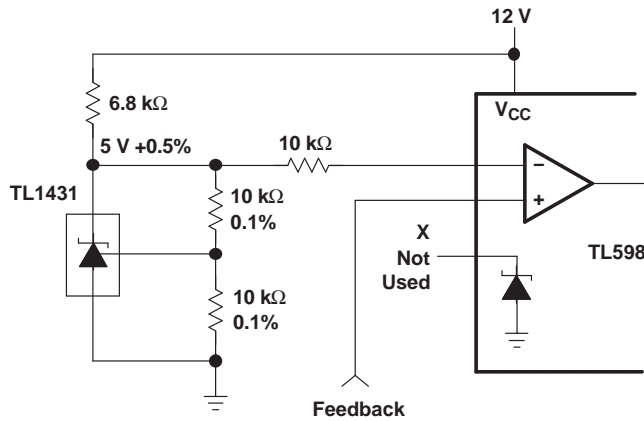 12 V
6.8 kΩ
V_CC
5 V +0.5%
10 kΩ
TL1431
10 kΩ
0.1%
−
+
X
Not
Used
TL598
10 kΩ
0.1%
Feedback